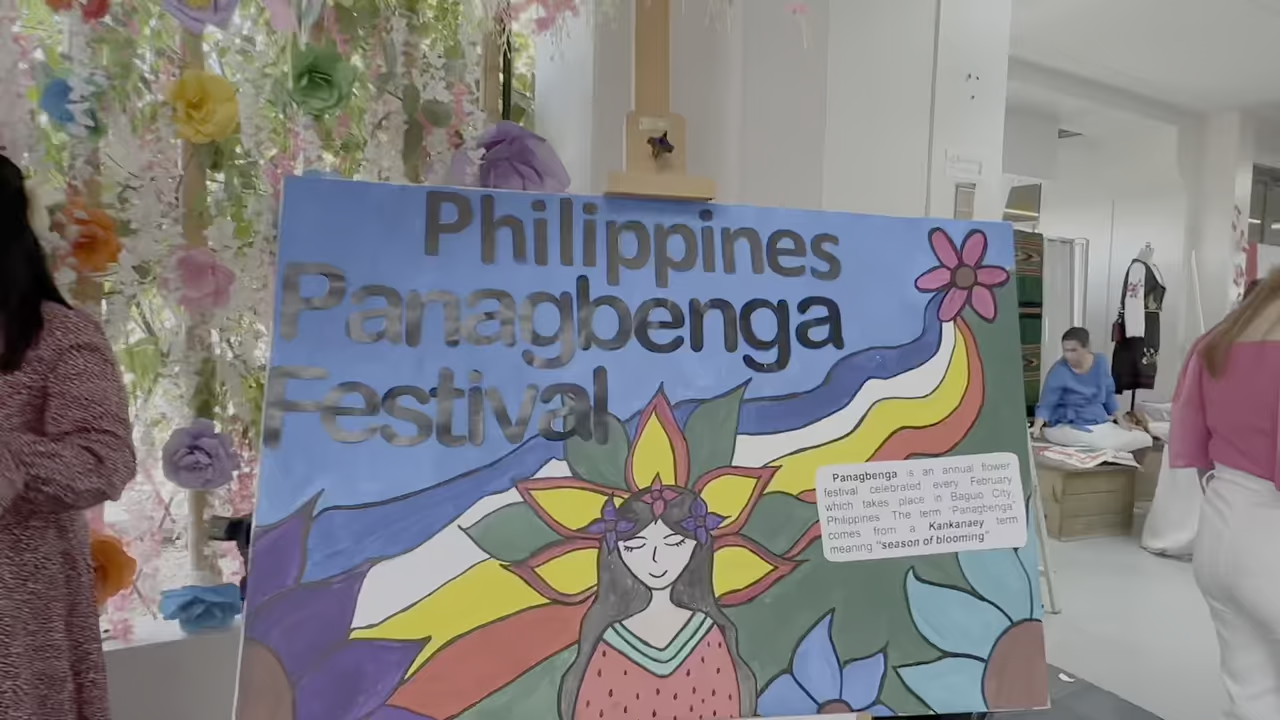 Philippines
Panagbenga
Festival
Panagbenga is an annual flower
festival celebrated every February
which takes place in Baguio City,
Philippines. The term "Panagbenga"
comes from a Kankanaey term
meaning "season of blooming"